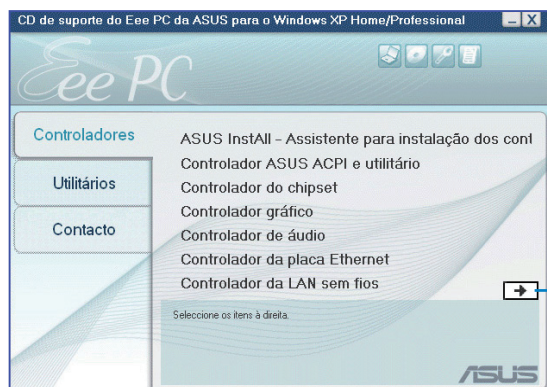 CD de suporte do Eee PC da ASUS para o Windows XP Home/Professional
Eee PC
Controladores
Utilitários
Contacto
ASUS InstAll - Assistente para instalação dos cont
Controlador ASUS ACPI e utilitário
Controlador do chipset
Controlador gráfico
Controlador de áudio
Controlador da placa Ethernet
Controlador da LAN sem fios
Seleccione os itens à direita.
ASUS